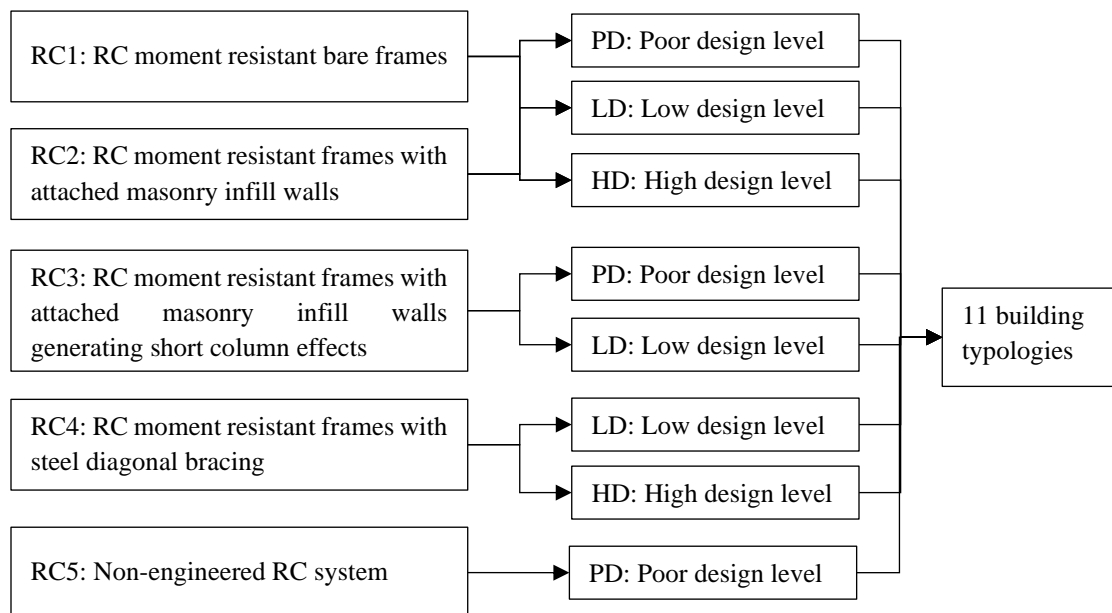 RC1: RC moment resistant bare frames
RC2: RC moment resistant frames with
attached masonry infill walls
RC3: RC moment resistant frames with
attached masonry infill walls
generating short column effects
RC4: RC moment resistant frames with
steel diagonal bracing
RC5: Non-engineered RC system
PD: Poor design level
LD: Low design level
HD: High design level
PD: Poor design level
LD: Low design level
LD: Low design level
HD: High design level
PD: Poor design level
11 building
typologies